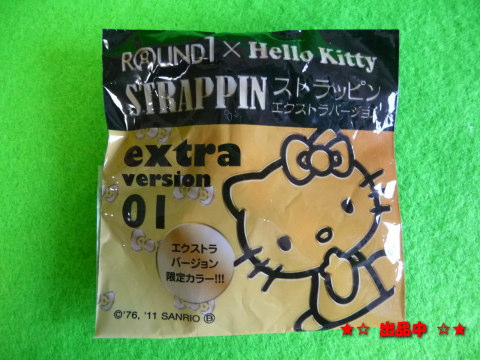 ROUND1 × Hello Kitty
STRAPPIN ストラッピン
エクストラバージョン
extra
version
01
エクストラ
バージョン
限定カラー!!!
©'76, '11 SANRIO Ⓑ
★☆ 出品中 ☆★